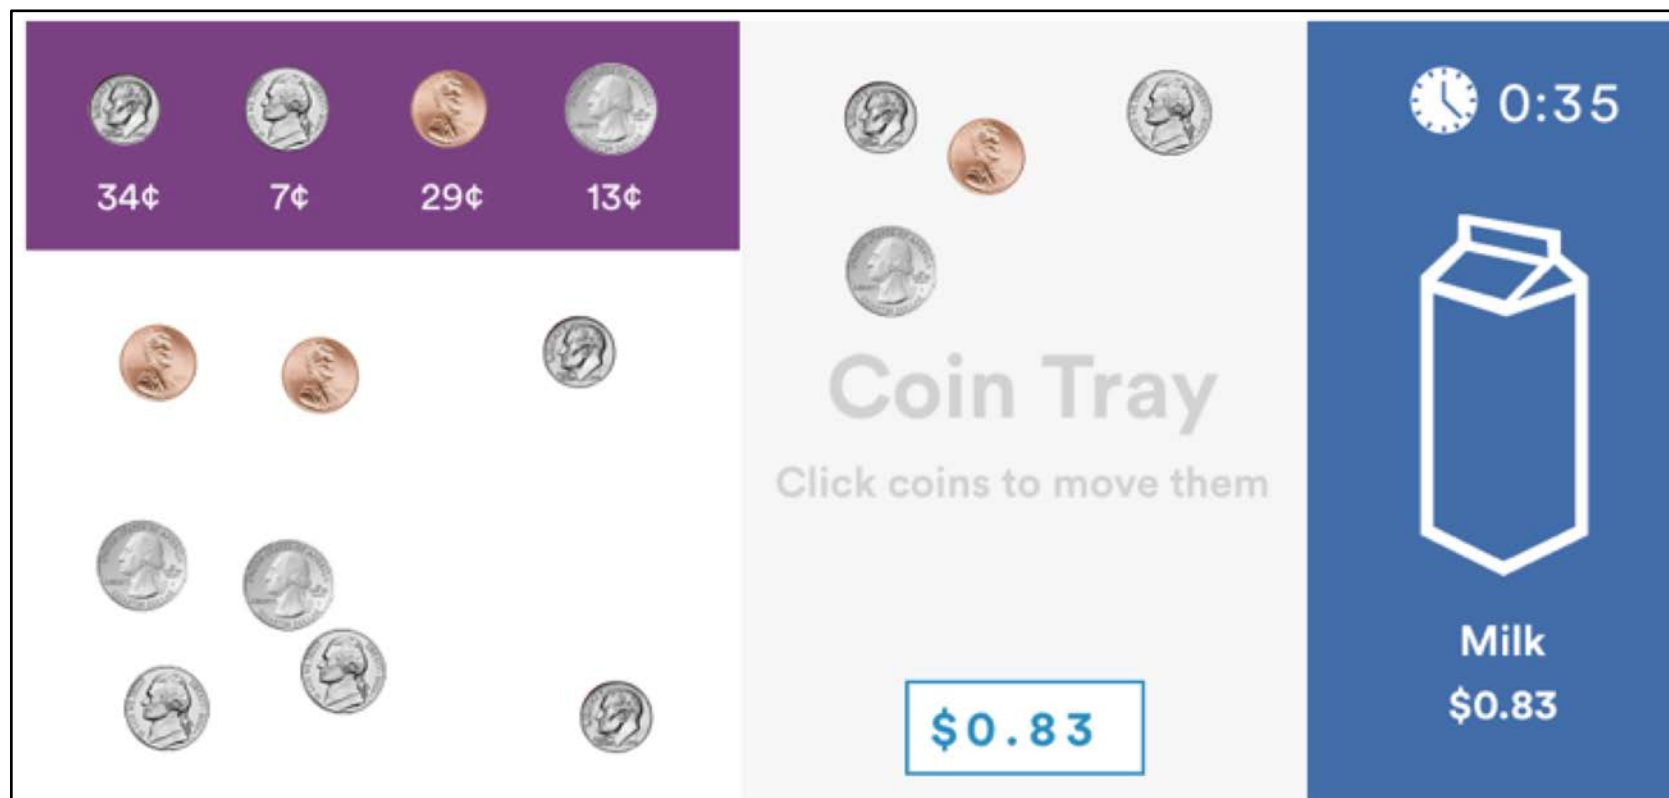 34¢ 7¢ 29¢ 13¢
Coin Tray
Click coins to move them
$0.83
0:35
Milk
$0.83